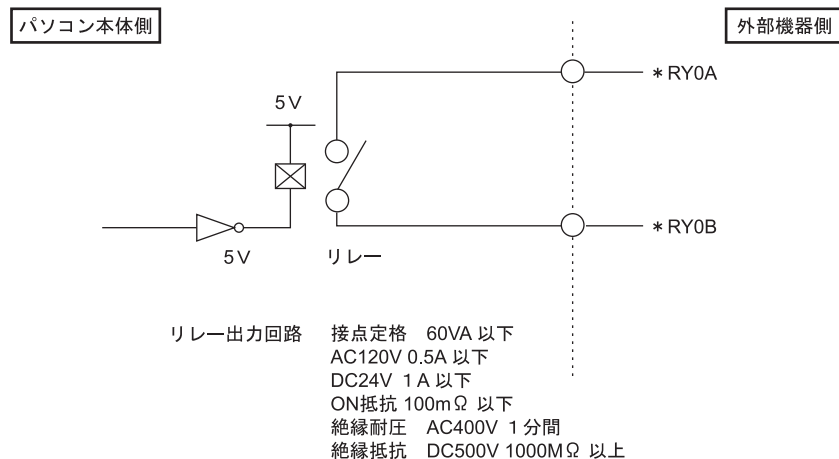 パソコン本体側
外部機器側
＊RY0A
5V
5V
リレー
＊RY0B
リレー出力回路 接点定格 60VA 以下
AC120V 0.5A 以下
DC24V 1A 以下
ON抵抗 100mΩ 以下
絶縁耐圧 AC400V 1分間
絶縁抵抗 DC500V 1000MΩ 以上